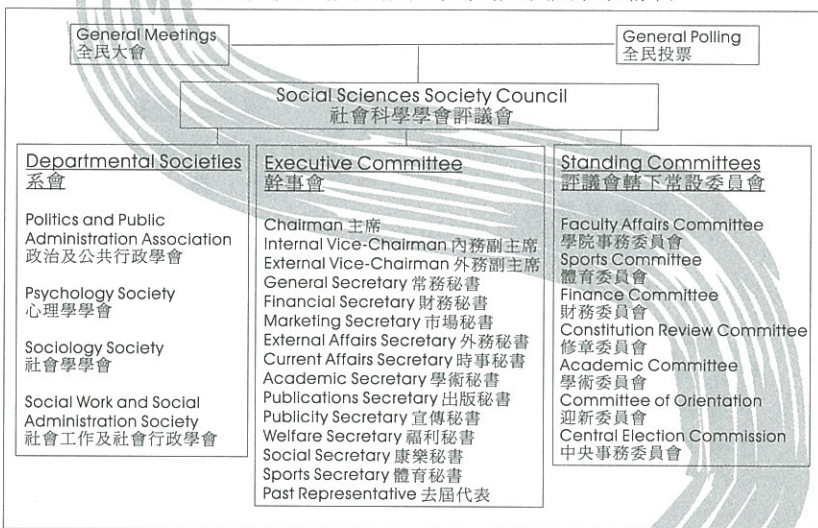 General Meetings
全民大會
General Polling
全民投票
Social Sciences Society Council
社會科學學會評議會
Departmental Societies
系會
Politics and Public
Administration Association
政治及公共行政學會
Psychology Society
心理學學會
Sociology Society
社會學學會
Social Work and Social
Administration Society
社會工作及社會行政學會
Executive Committee
幹事會
Chairman 主席
Internal Vice-Chairman 內務副主席
External Vice-Chairman 外務副主席
General Secretary 常務秘書
Financial Secretary 財務秘書
Marketing Secretary 市場秘書
External Affairs Secretary 外務秘書
Current Affairs Secretary 時事秘書
Academic Secretary 學術秘書
Publications Secretary 出版秘書
Publicity Secretary 宣傳秘書
Welfare Secretary 福利秘書
Social Secretary 康樂秘書
Sports Secretary 體育秘書
Past Representative 去屆代表
Standing Committees
評議會轄下常設委員會
Faculty Affairs Committee
學院事務委員會
Sports Committee
體育委員會
Finance Committee
財務委員會
Constitution Review Committee
修章委員會
Academic Committee
學術委員會
Committee of Orientation
迎新委員會
Central Election Commission
中央事務委員會